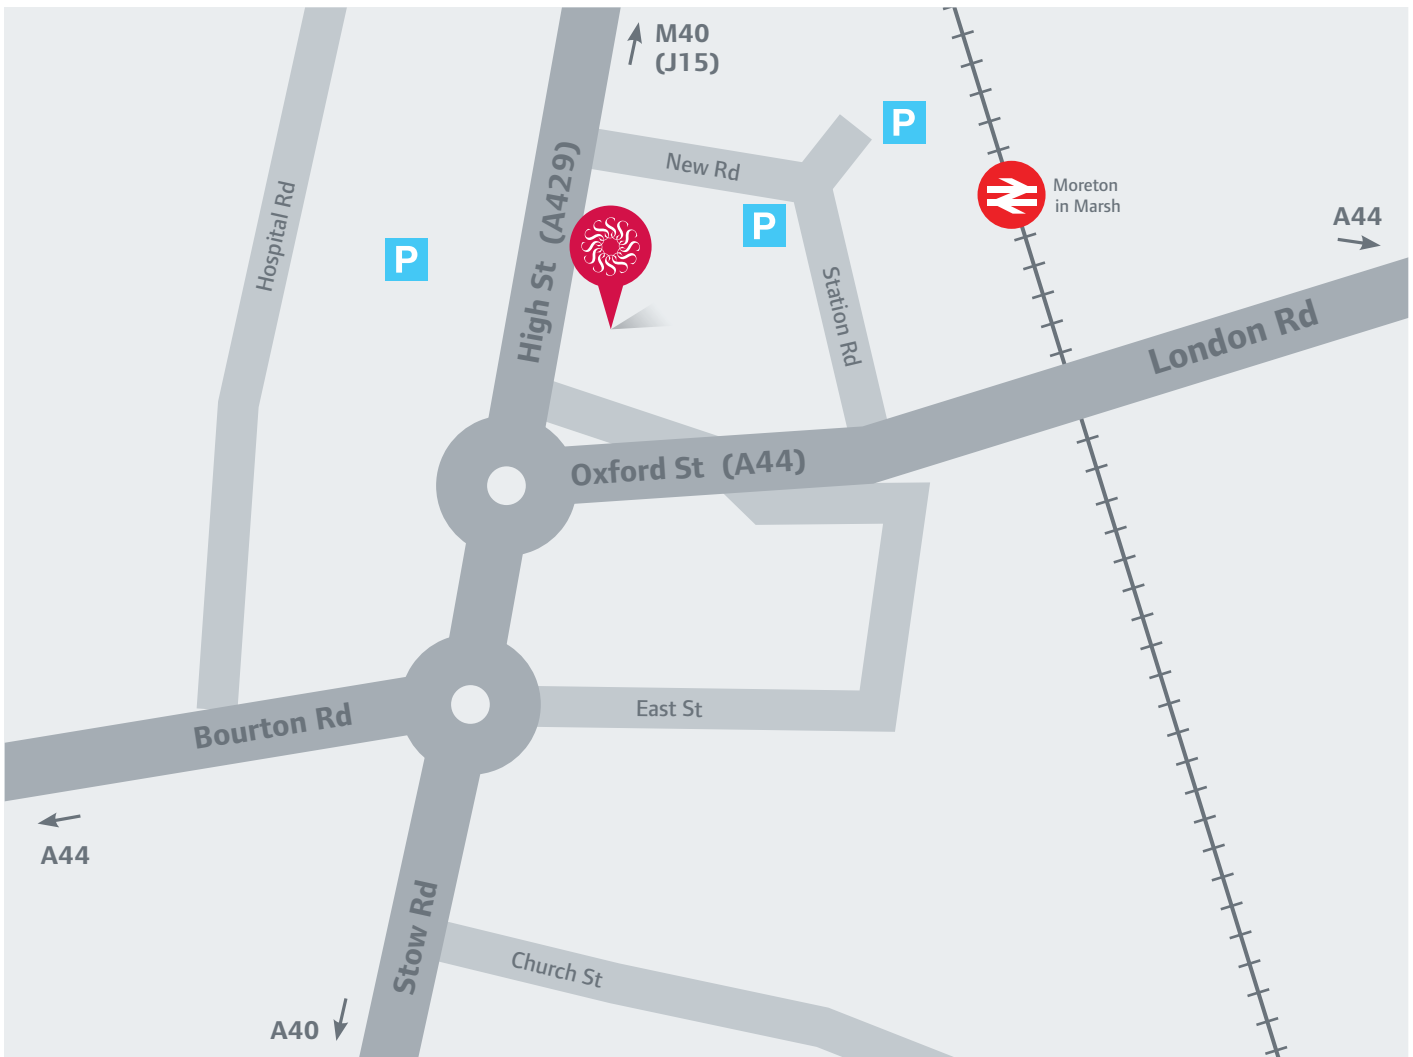 M40
(J15)
P
New Rd
High St (A429)
Hospital Rd
Moreton
in Marsh
A44
P
P
Station Rd
London Rd
Oxford St (A44)
East St
Bourton Rd
A44
Stow Rd
Church St
A40